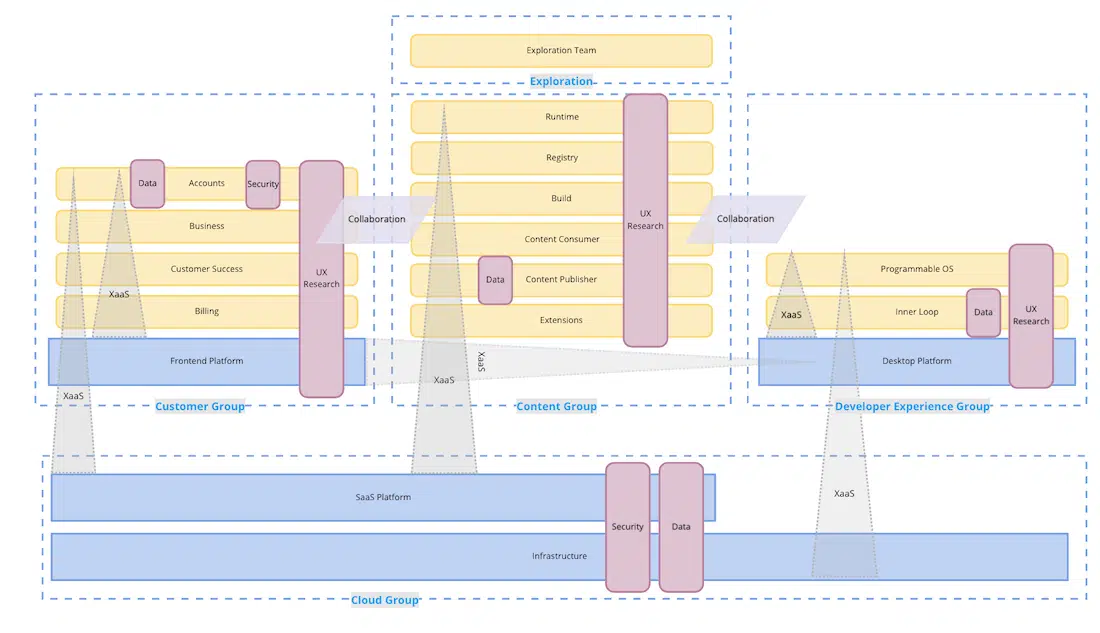 Exploration Team
Exploration
Runtime
Registry
Build
Content Consumer
Content Publisher
Extensions
UX
Research
Data
XaaS
XaaS
Content Group
Data
Accounts
Security
Business
Customer Success
Billing
UX
Research
XaaS
XaaS
Frontend Platform
Customer Group
Collaboration
Collaboration
Programmable OS
Inner Loop
Data
UX
Research
XaaS
Desktop Platform
Developer Experience Group
XaaS
SaaS Platform
Security
Data
Infrastructure
Cloud Group